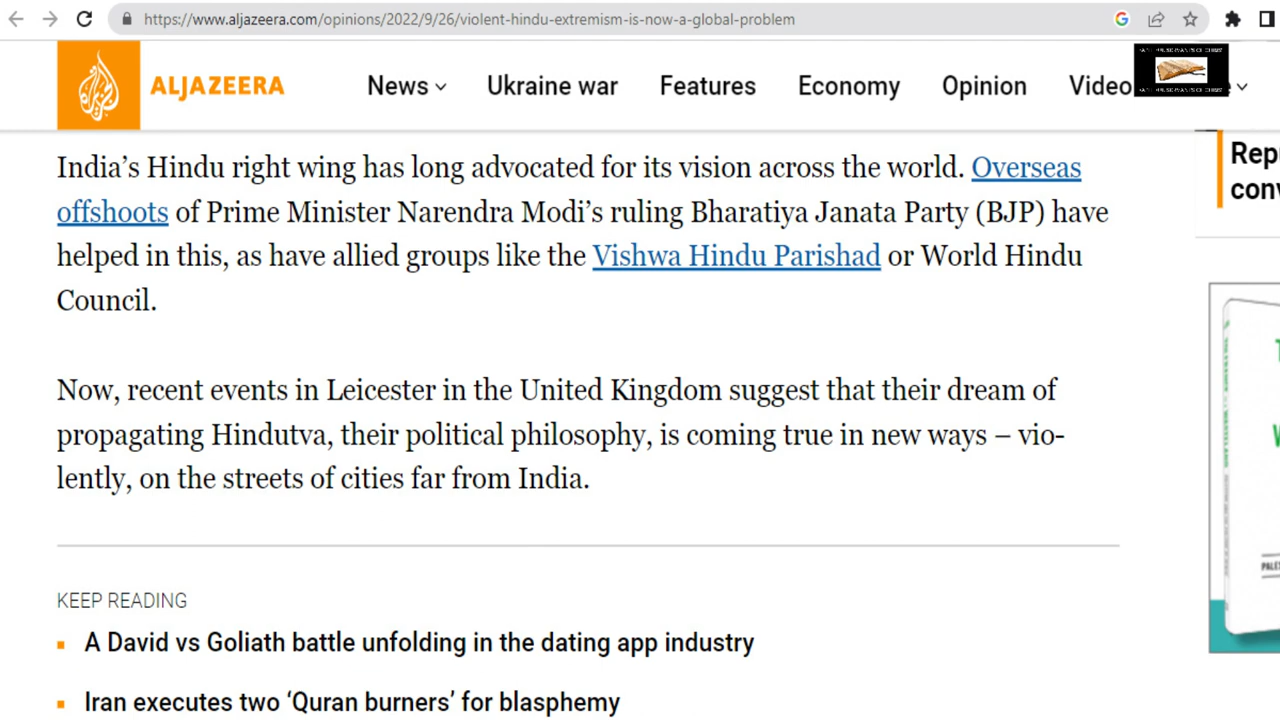 https://www.aljazeera.com/opinions/2022/9/26/violent-hindu-extremism-is-now-a-global-problem
ALJAZEERA
News
Ukraine war
Features
Economy
Opinion
Video
India’s Hindu right wing has long advocated for its vision across the world. Overseas
offshoots of Prime Minister Narendra Modi’s ruling Bharatiya Janata Party (BJP) have
helped in this, as have allied groups like the Vishwa Hindu Parishad or World Hindu
Council.
Now, recent events in Leicester in the United Kingdom suggest that their dream of
propagating Hindutva, their political philosophy, is coming true in new ways – vio-
lently, on the streets of cities far from India.
KEEP READING
A David vs Goliath battle unfolding in the dating app industry
Iran executes two ‘Quran burners’ for blasphemy
Rep
conv